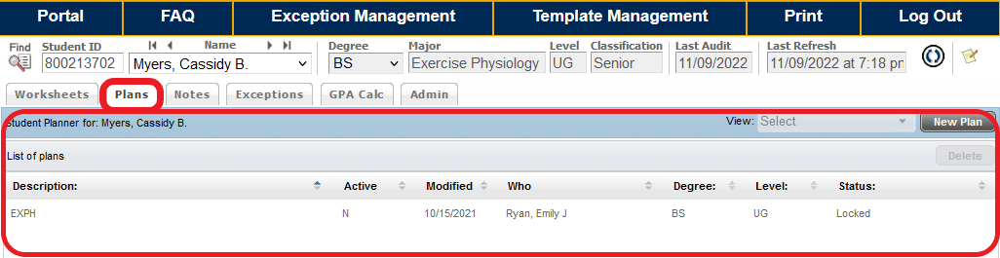 Portal FAQ Exception Management Template Management Print Log Out
Find Student ID Name Degree Major Level Classification Last Audit Last Refresh
800213702 Myers, Cassidy B. BS Exercise Physiology UG Senior 11/09/2022 11/09/2022 at 7:18 pm
Worksheets Plans Notes Exceptions GPA Calc Admin
Student Planner for: Myers, Cassidy B. View: Select New Plan
List of plans Delete
Description: Active Modified Who Degree: Level: Status:
EXPH N 10/15/2021 Ryan, Emily J BS UG Locked